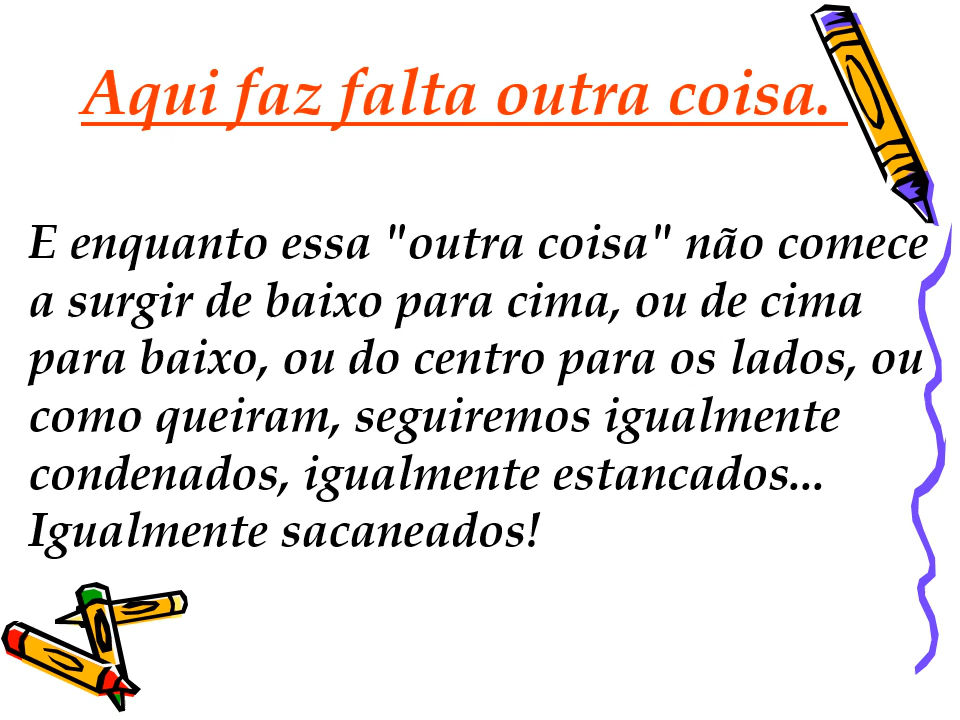 Aqui faz falta outra coisa.
E enquanto essa "outra coisa" não comece
a surgir de baixo para cima, ou de cima
para baixo, ou do centro para os lados, ou
como queiram, seguiremos igualmente
condenados, igualmente estancados...
Igualmente sacaneados!